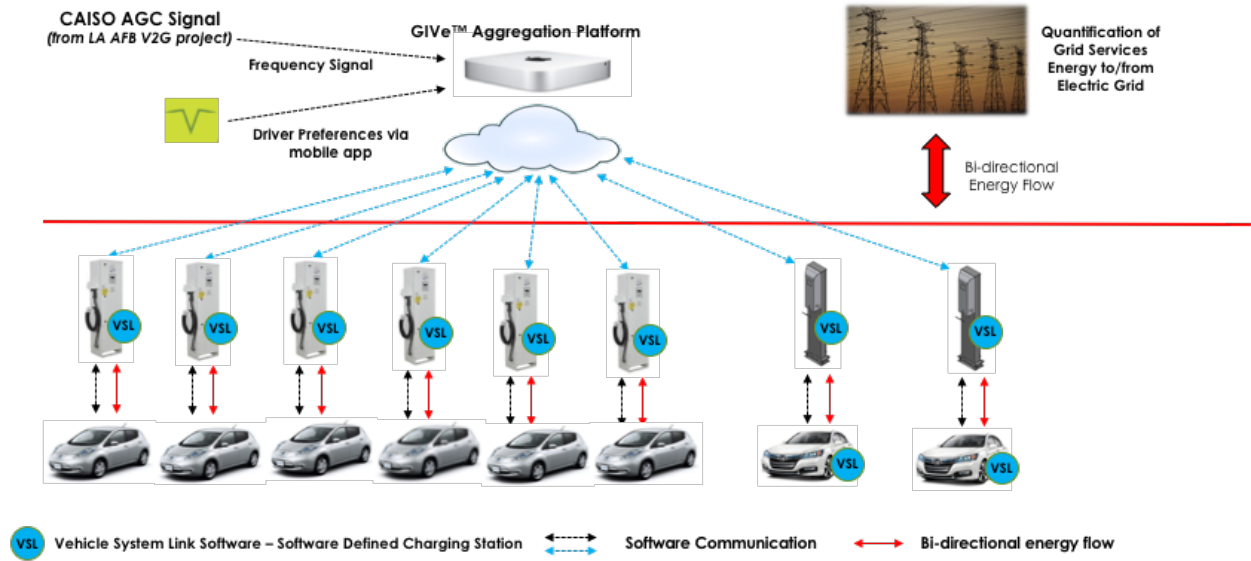 CAISO AGC Signal
(from LA AFB V2G project)
Frequency Signal
GIVe™ Aggregation Platform
Driver Preferences via
mobile app
Quantification of
Grid Services
Energy to/from
Electric Grid
Bi-directional
Energy Flow
VSL
VSL
VSL
VSL
VSL
VSL
VSL
VSL
VSL
VSL
VSL Vehicle System Link Software – Software Defined Charging Station Software Communication Bi-directional energy flow